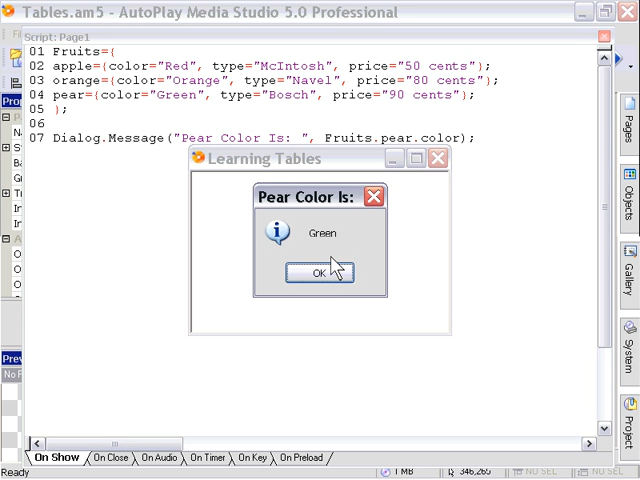 Tables.am5 - AutoPlay Media Studio 5.0 Professional
Script: Page1
01 Fruits={
02 apple={color="Red", type="McIntosh", price="50 cents"};
03 orange={color="Orange", type="Navel", price="80 cents"};
04 pear={color="Green", type="Bosch", price="90 cents"};
05 };
06
07 Dialog.Message("Pear Color Is: ", Fruits.pear.color);
Learning Tables
Pear Color Is:
Green
OK
Pages
Objects
Gallery
System
Project
On Show On Close On Audio On Timer On Key On Preload
Ready 1 MB 346,265 NO SEL NO SEL